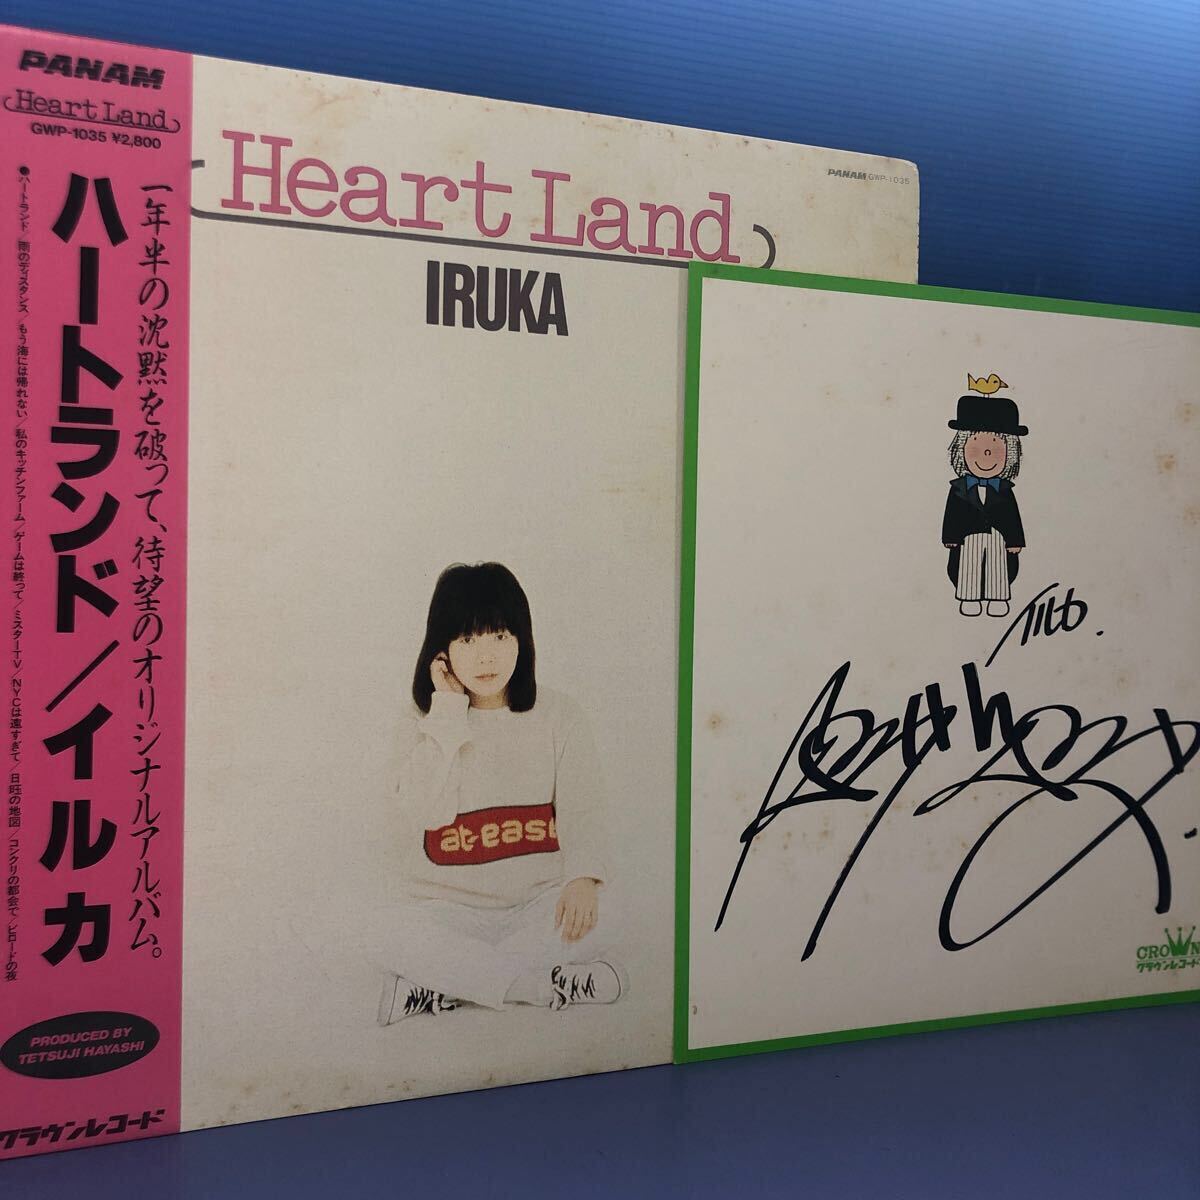 PANAM
Heart Land
GWP-1035 ¥2,800
一年半の沈黙を破って、待望のオリジナルアルバム。
ハートランド/イルカ
●ハートランド/雨のディスタンス/もう海には帰れない/私のキッチンファーム/ゲームは終って/ミスターTV/NYCは遠すぎて/日旺の地図/コンクリの都会で/ビロードの夜
PRODUCED BY
TETSUJI HAYASHI
クラウンレコード
Heart Land
PANAM GWP-1035
IRUKA
at-ease
イルカ
CROWN
クラウンレコード